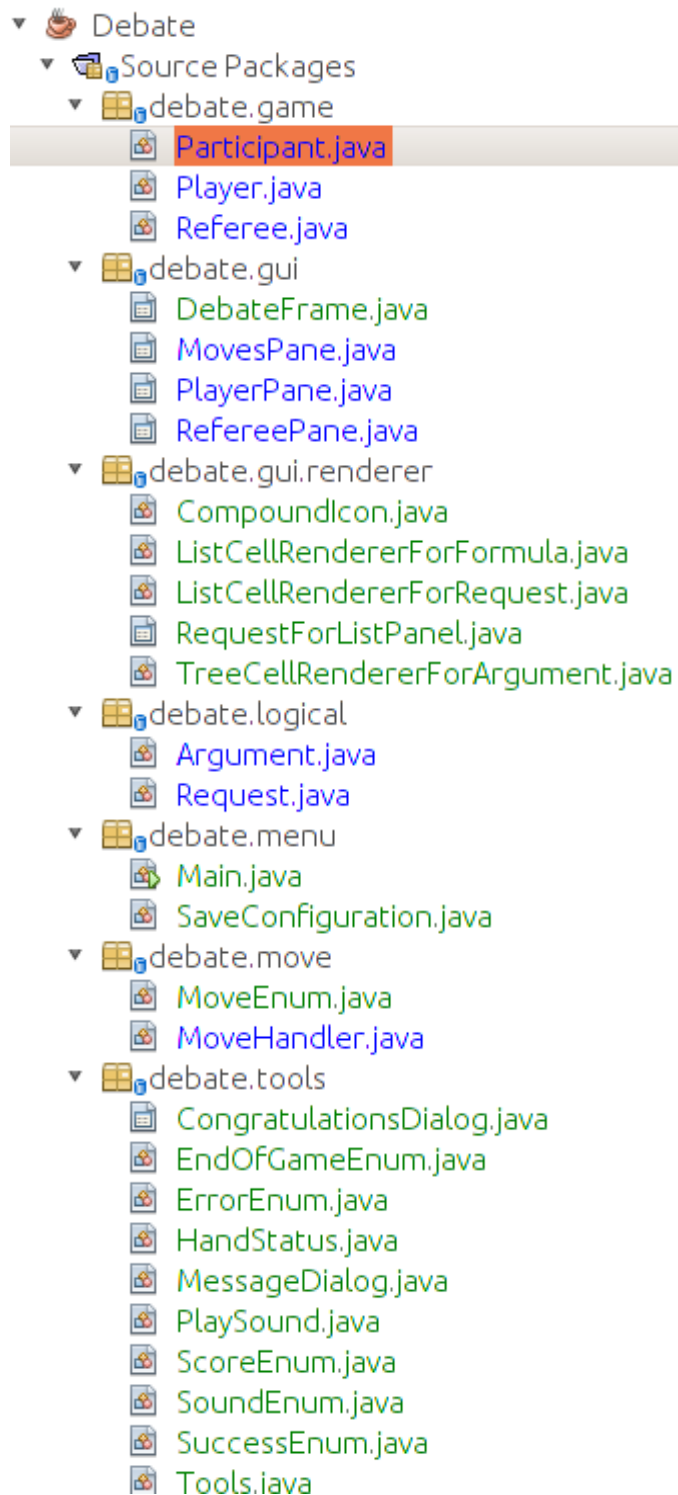 Debate
Source Packages
debate.game
Participant.java
Player.java
Referee.java
debate.gui
DebateFrame.java
MovesPane.java
PlayerPane.java
RefereePane.java
debate.gui.renderer
CompoundIcon.java
ListCellRendererForFormula.java
ListCellRendererForRequest.java
RequestForListPanel.java
TreeCellRendererForArgument.java
debate.logical
Argument.java
Request.java
debate.menu
Main.java
SaveConfiguration.java
debate.move
MoveEnum.java
MoveHandler.java
debate.tools
CongratulationsDialog.java
EndOfGameEnum.java
ErrorEnum.java
HandStatus.java
MessageDialog.java
PlaySound.java
ScoreEnum.java
SoundEnum.java
SuccessEnum.java
Tools.java